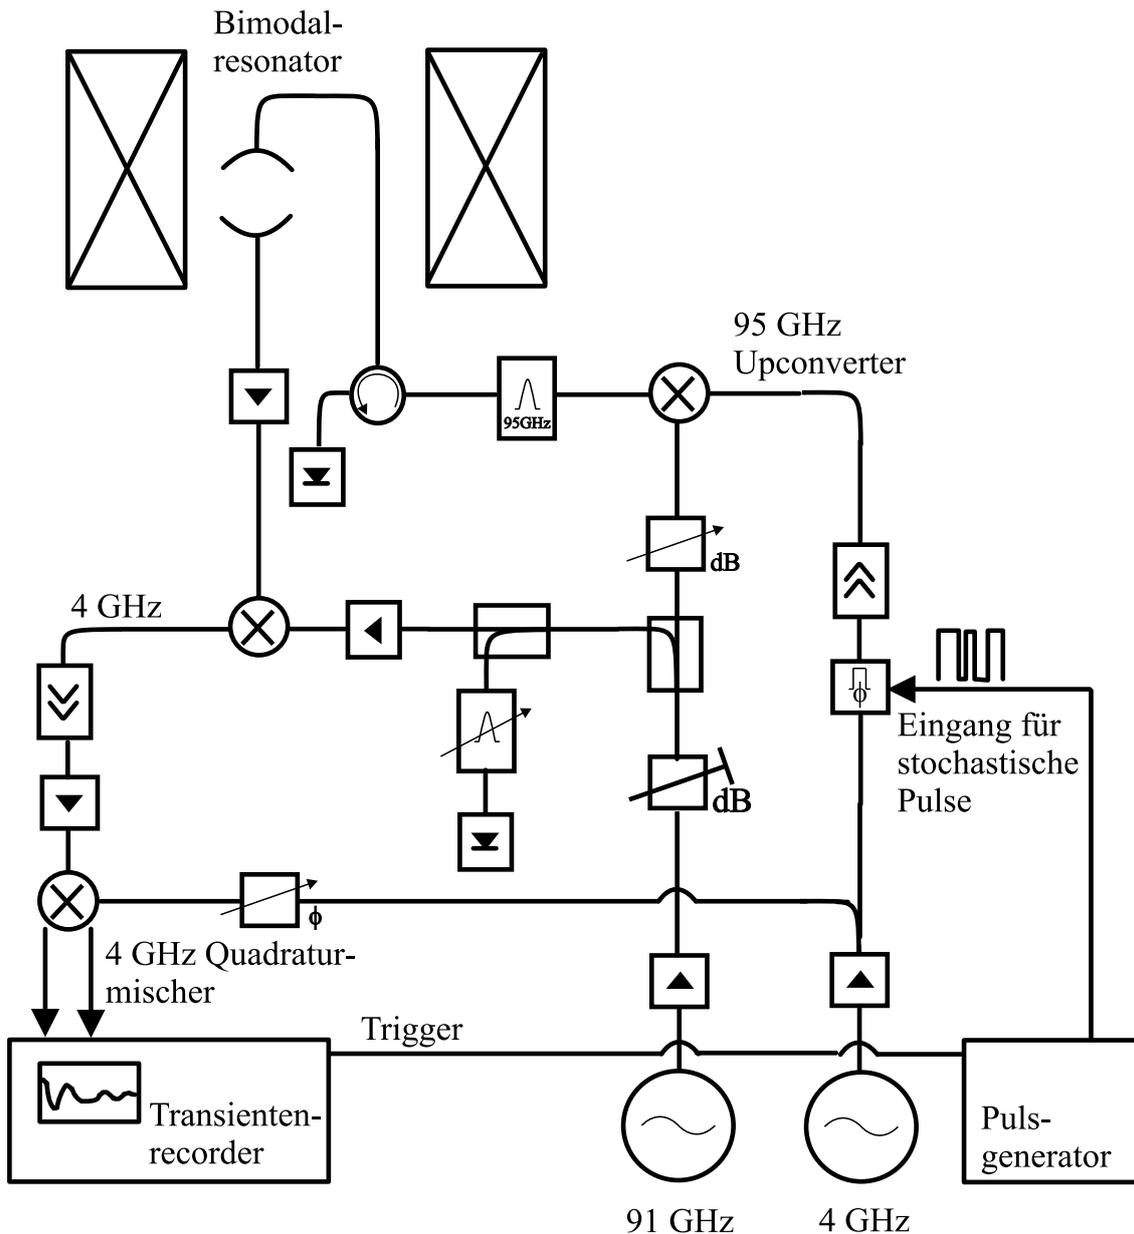 Bimodal-
resonator
95 GHz
Upconverter
95GHz
dB
4 GHz
ϕ
Eingang für
stochastische
Pulse
dB
ϕ
4 GHz Quadratur-
mischer
Trigger
Transienten-
recorder
Puls-
generator
91 GHz
4 GHz